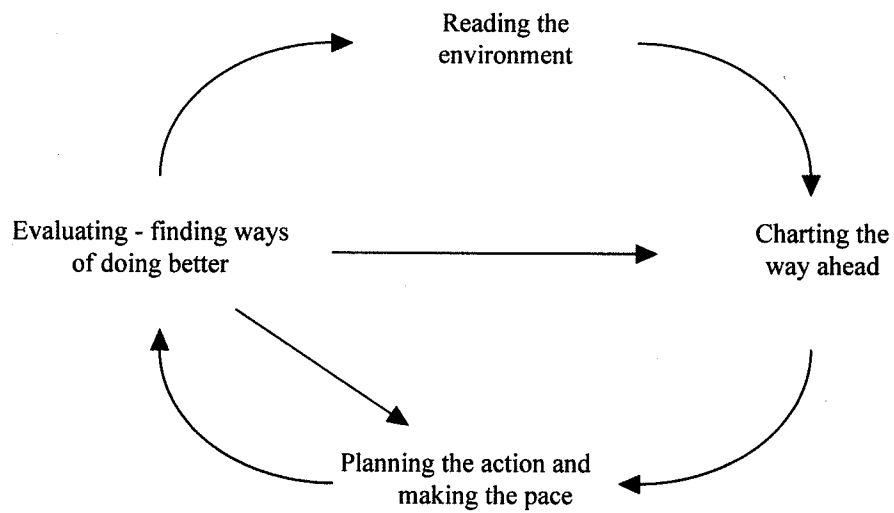 Reading the
environment
Evaluating - finding ways
of doing better
Charting the
way ahead
Planning the action and
making the pace